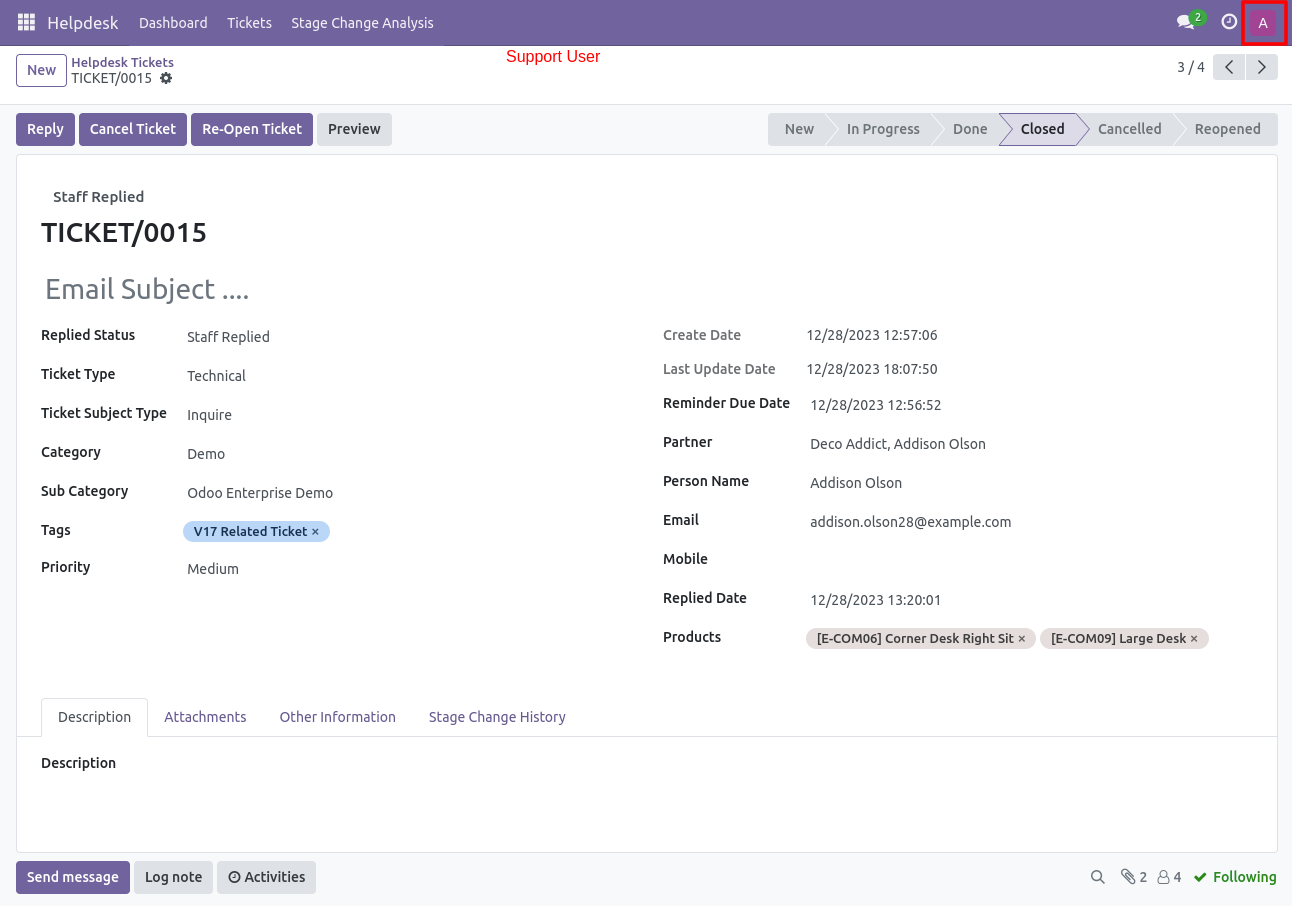 Helpdesk Dashboard Tickets Stage Change Analysis 2 A
Support User
New Helpdesk Tickets
TICKET/0015
3 / 4
Reply Cancel Ticket Re-Open Ticket Preview New In Progress Done Closed Cancelled Reopened
Staff Replied
TICKET/0015
Email Subject ....
Replied Status Staff Replied
Ticket Type Technical
Ticket Subject Type Inquire
Category Demo
Sub Category Odoo Enterprise Demo
Tags V17 Related Ticket ×
Priority Medium
Create Date 12/28/2023 12:57:06
Last Update Date 12/28/2023 18:07:50
Reminder Due Date 12/28/2023 12:56:52
Partner Deco Addict, Addison Olson
Person Name Addison Olson
Email addison.olson28@example.com
Mobile
Replied Date 12/28/2023 13:20:01
Products [E-COM06] Corner Desk Right Sit × [E-COM09] Large Desk ×
Description Attachments Other Information Stage Change History
Description
Send message Log note Activities 2 4 Following